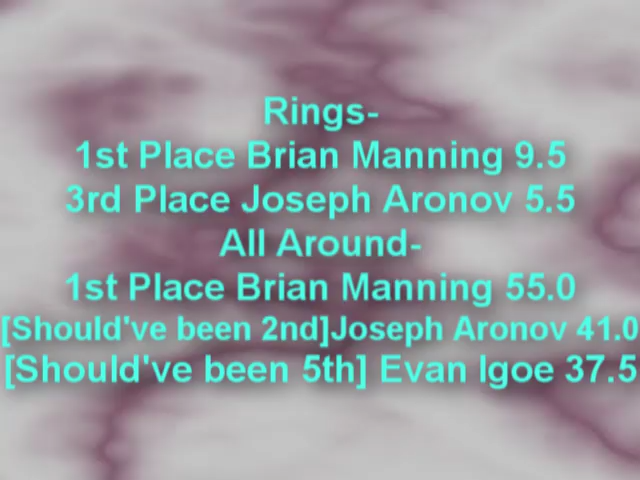 Rings-
1st Place Brian Manning 9.5
3rd Place Joseph Aronov 5.5
All Around-
1st Place Brian Manning 55.0
[Should've been 2nd]Joseph Aronov 41.0
[Should've been 5th] Evan Igoe 37.5